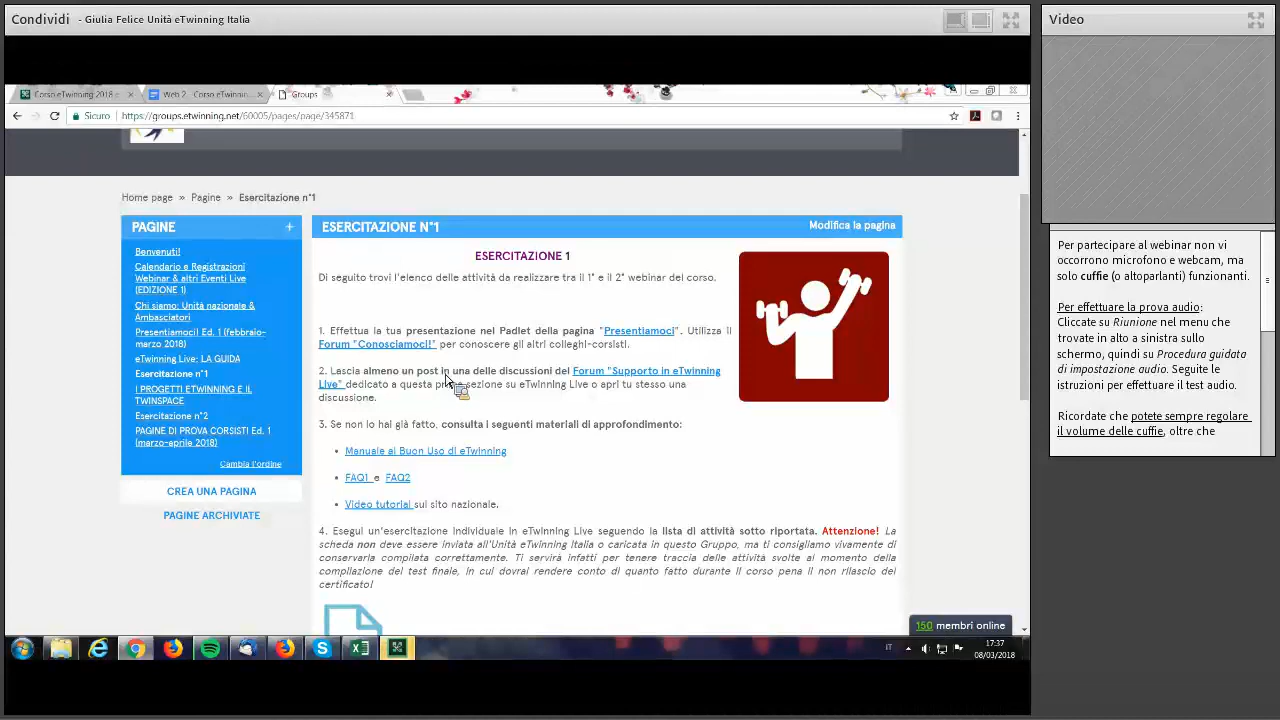 Condividi - Giulia Felice Unità eTwinning Italia
Video
Corso eTwinning 2018 e
Web 2 - Corso eTwinnin
Groups
Sicuro https://groups.etwinning.net/60005/pages/page/345871
Home page » Pagine » Esercitazione n°1
PAGINE +
Benvenuti!
Calendario e Registrazioni
Webinar & altri Eventi Live
(EDIZIONE 1)
Chi siamo: Unità nazionale &
Ambasciatori
Presentiamoci! Ed. 1 (febbraio-
marzo 2018)
eTwinning Live: LA GUIDA
Esercitazione n°1
I PROGETTI ETWINNING E IL
TWINSPACE
Esercitazione n°2
PAGINE DI PROVA CORSISTI Ed. 1
(marzo-aprile 2018)
Cambia l'ordine
CREA UNA PAGINA
PAGINE ARCHIVIATE
ESERCITAZIONE N°1
Modifica la pagina
ESERCITAZIONE 1
Di seguito trovi l'elenco delle attività da realizzare tra il 1° e il 2° webinar del corso.
1. Effettua la tua presentazione nel Padlet della pagina "Presentiamoci". Utilizza il
Forum "Conosciamoci!" per conoscere gli altri colleghi-corsisti.
2. Lascia almeno un post in una delle discussioni del Forum "Supporto in eTwinning
Live" dedicato a questa sezione su eTwinning Live o apri tu stesso una
discussione.
3. Se non lo hai già fatto, consulta i seguenti materiali di approfondimento:
• Manuale al Buon Uso di eTwinning
• FAQ1 e FAQ2
• Video tutorial sul sito nazionale.
4. Esegui un'esercitazione individuale in eTwinning Live seguendo la lista di attività sotto riportata. Attenzione! La
scheda non deve essere inviata all'Unità eTwinning Italia o caricata in questo Gruppo, ma ti consigliamo vivamente di
conservarla compilata correttamente. Ti servirà infatti per tenere traccia delle attività svolte al momento della
compilazione del test finale, in cui dovrai rendere conto di quanto fatto durante il corso pena il non rilascio del
certificato!
150 membri online
IT
17:37
08/03/2018
Per partecipare al webinar non vi
occorrono microfono e webcam, ma
solo cuffie (o altoparlanti) funzionanti.
Per effettuare la prova audio:
Cliccate su Riunione nel menu che
trovate in alto a sinistra sullo
schermo, quindi su Procedura guidata
di impostazione audio. Seguite le
istruzioni per effettuare il test audio.
Ricordate che potete sempre regolare
il volume delle cuffie, oltre che